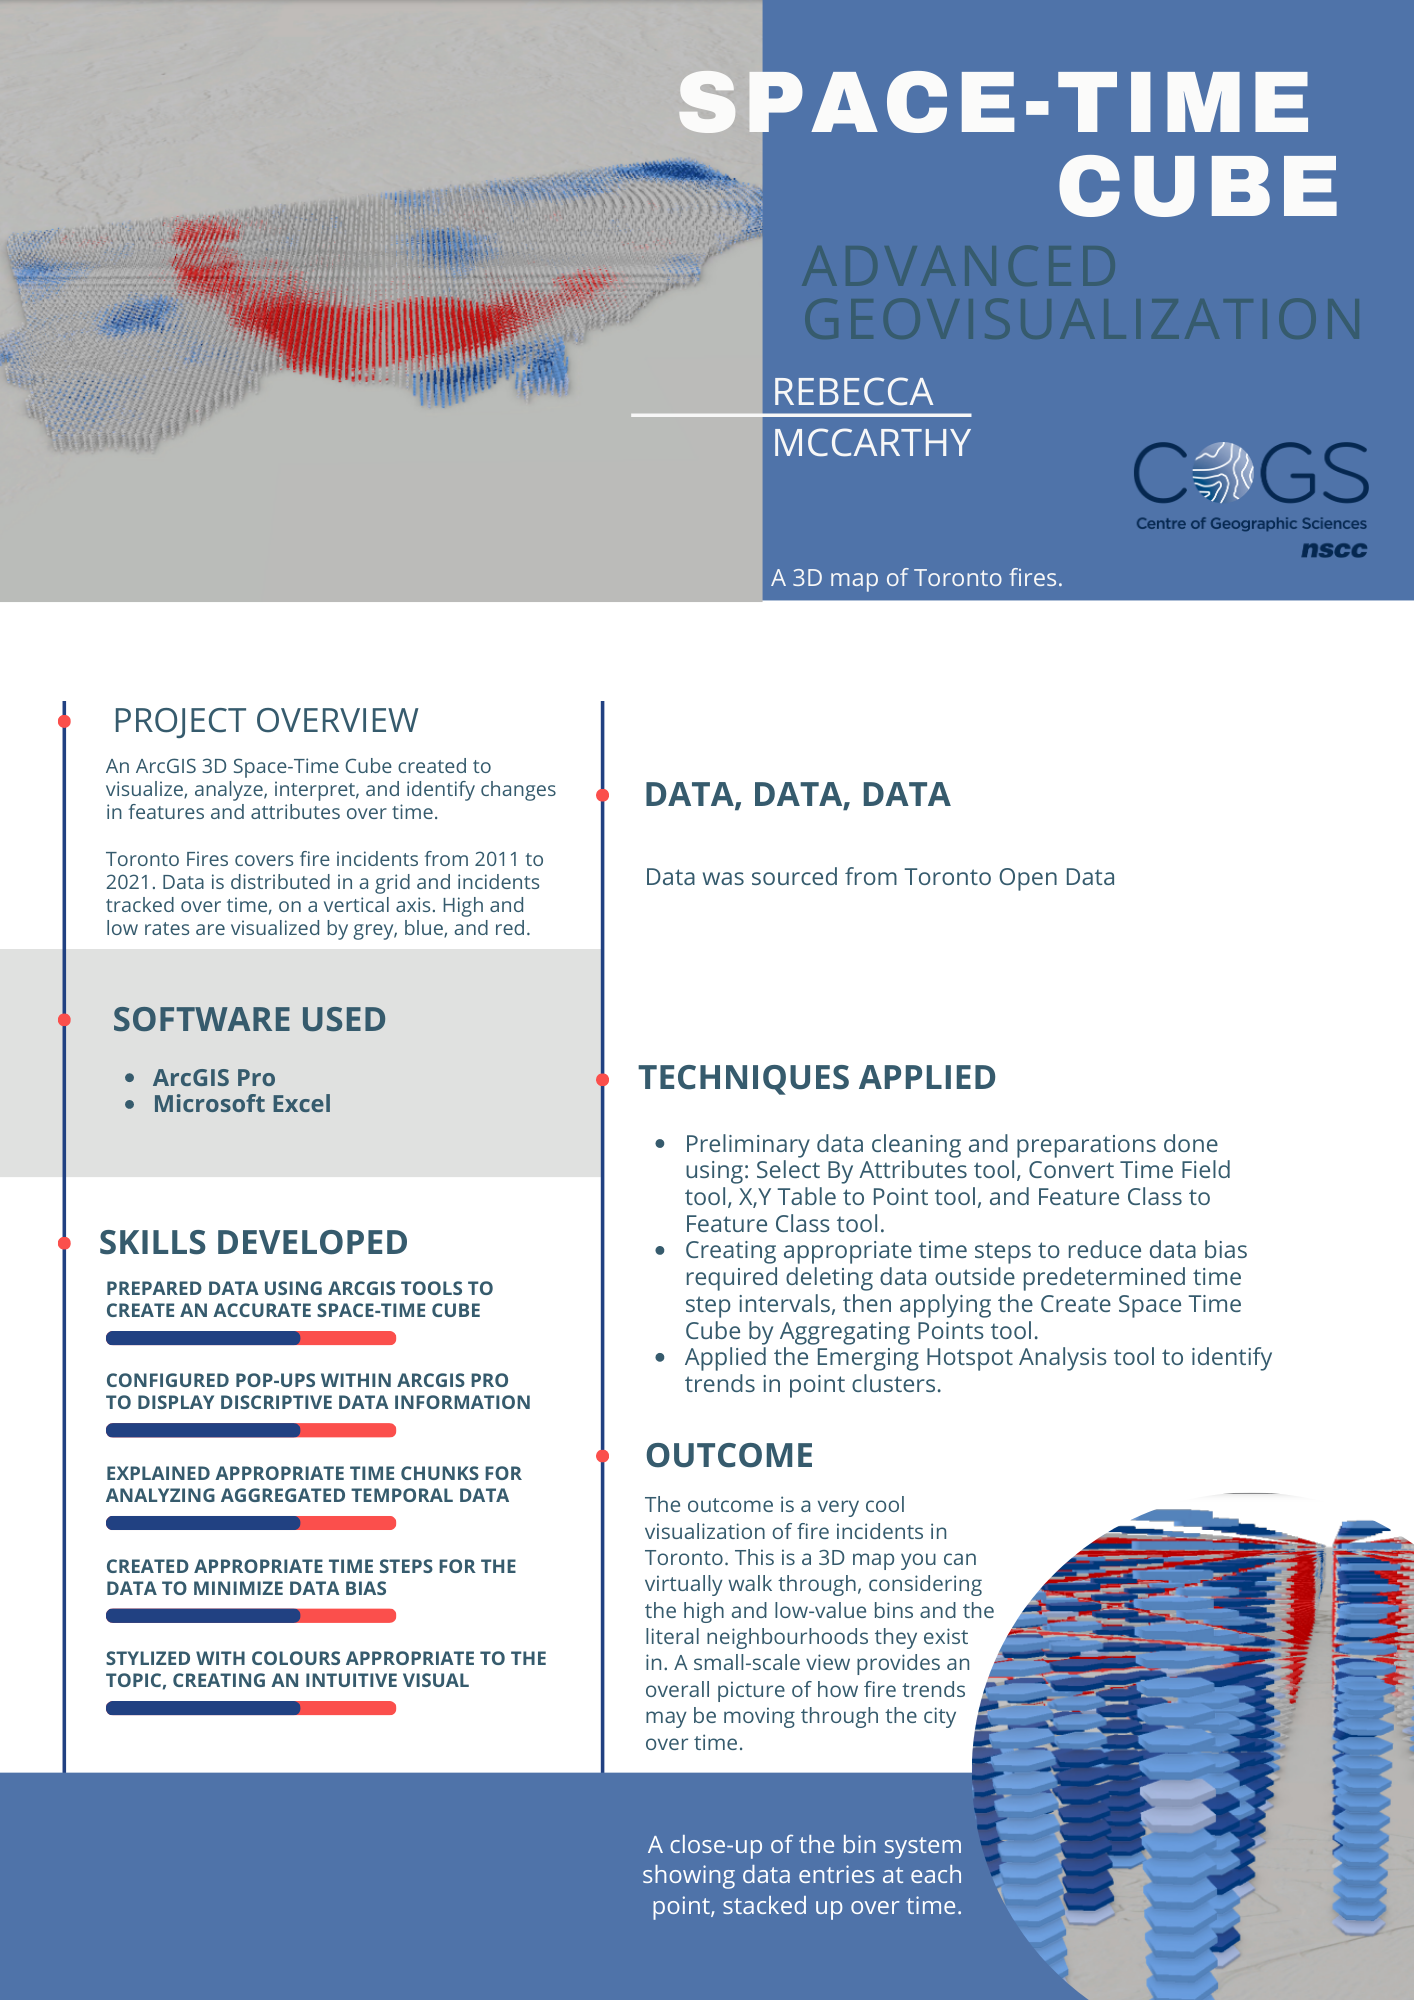 SPACE-TIME
CUBE
ADVANCED
GEOVISUALIZATION
REBECCA
MCCARTHY
COGS
Centre of Geographic Sciences
nscc
A 3D map of Toronto fires.
PROJECT OVERVIEW
An ArcGIS 3D Space-Time Cube created to
visualize, analyze, interpret, and identify changes
in features and attributes over time.
Toronto Fires covers fire incidents from 2011 to
2021. Data is distributed in a grid and incidents
tracked over time, on a vertical axis. High and
low rates are visualized by grey, blue, and red.
SOFTWARE USED
• ArcGIS Pro
• Microsoft Excel
SKILLS DEVELOPED
PREPARED DATA USING ARCGIS TOOLS TO
CREATE AN ACCURATE SPACE-TIME CUBE
CONFIGURED POP-UPS WITHIN ARCGIS PRO
TO DISPLAY DISCRIPTIVE DATA INFORMATION
EXPLAINED APPROPRIATE TIME CHUNKS FOR
ANALYZING AGGREGATED TEMPORAL DATA
CREATED APPROPRIATE TIME STEPS FOR THE
DATA TO MINIMIZE DATA BIAS
STYLIZED WITH COLOURS APPROPRIATE TO THE
TOPIC, CREATING AN INTUITIVE VISUAL
DATA, DATA, DATA
Data was sourced from Toronto Open Data
TECHNIQUES APPLIED
• Preliminary data cleaning and preparations done
using: Select By Attributes tool, Convert Time Field
tool, X,Y Table to Point tool, and Feature Class to
Feature Class tool.
• Creating appropriate time steps to reduce data bias
required deleting data outside predetermined time
step intervals, then applying the Create Space Time
Cube by Aggregating Points tool.
• Applied the Emerging Hotspot Analysis tool to identify
trends in point clusters.
OUTCOME
The outcome is a very cool
visualization of fire incidents in
Toronto. This is a 3D map you can
virtually walk through, considering
the high and low-value bins and the
literal neighbourhoods they exist
in. A small-scale view provides an
overall picture of how fire trends
may be moving through the city
over time.
A close-up of the bin system
showing data entries at each
point, stacked up over time.